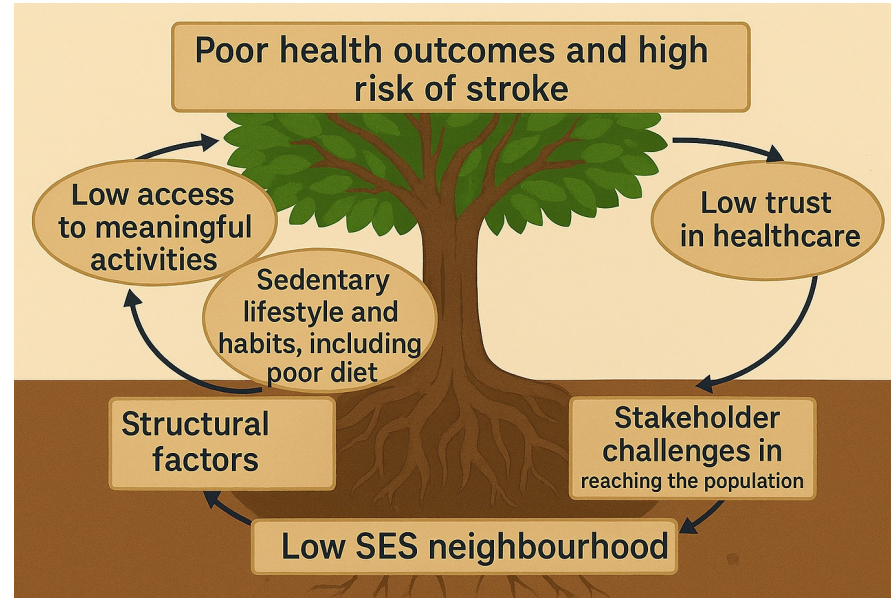 Poor health outcomes and high
risk of stroke
Low access
to meaningful
activities
Low trust
in healthcare
Sedentary
lifestyle and
habits, including
poor diet
Structural
factors
Stakeholder
challenges in
reaching the population
Low SES neighbourhood